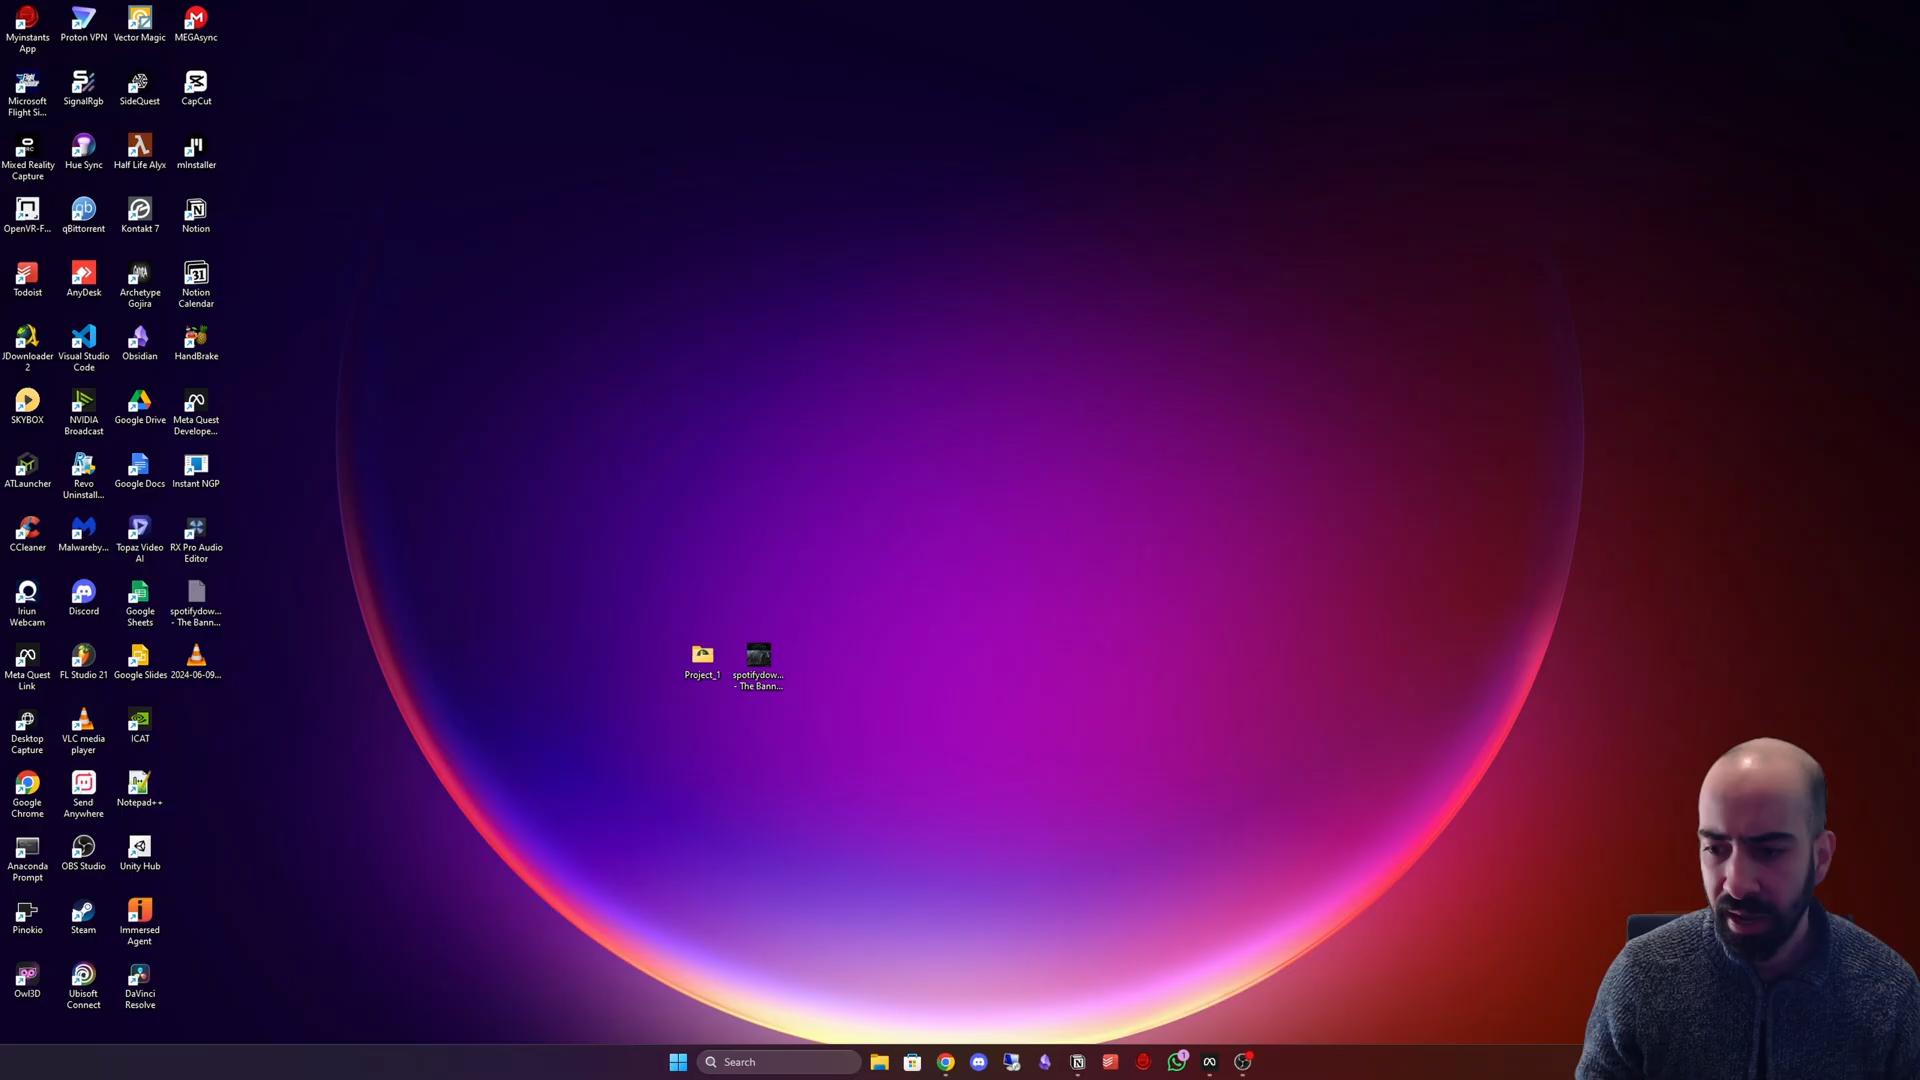 Myinstants App
Proton VPN
Vector Magic
MEGAsync
Microsoft Flight Si...
SignalRgb
SideQuest
CapCut
Mixed Reality Capture
Hue Sync
Half Life Alyx
mInstaller
OpenVR-F...
qBittorrent
Kontakt 7
Notion
Todoist
AnyDesk
Archetype Gojira
Notion Calendar
JDownloader 2
Visual Studio Code
Obsidian
HandBrake
SKYBOX
NVIDIA Broadcast
Google Drive
Meta Quest Develope...
ATLauncher
Revo Uninstall...
Google Docs
Instant NGP
CCleaner
Malwareby...
Topaz Video AI
RX Pro Audio Editor
Iriun Webcam
Discord
Google Sheets
spotifydow... - The Bann...
Meta Quest Link
FL Studio 21
Google Slides
2024-06-09...
Project_1
spotifydow... - The Bann...
Desktop Capture
VLC media player
ICAT
Google Chrome
Send Anywhere
Notepad++
Anaconda Prompt
OBS Studio
Unity Hub
Pinokio
Steam
Immersed Agent
Owl3D
Ubisoft Connect
DaVinci Resolve
Search